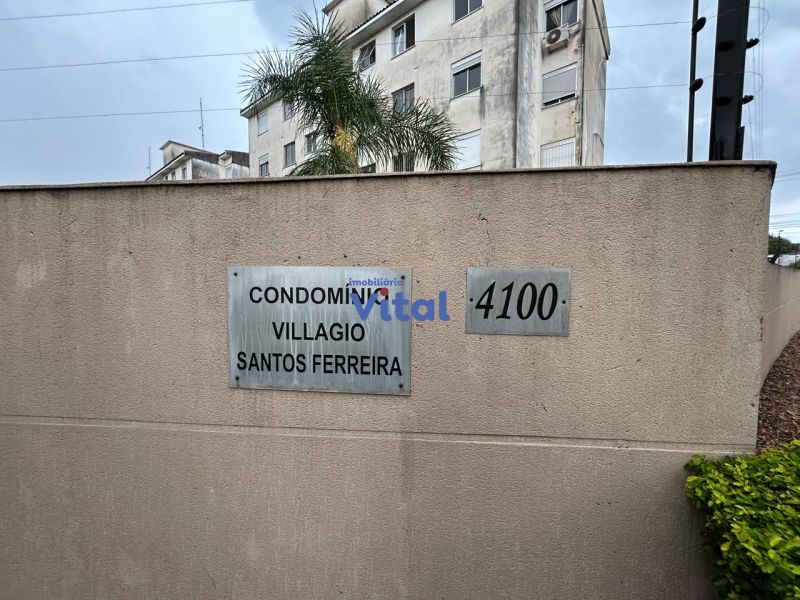 CONDOMÍNIO
VILLAGIO
SANTOS FERREIRA
imobiliária
Vital
4100